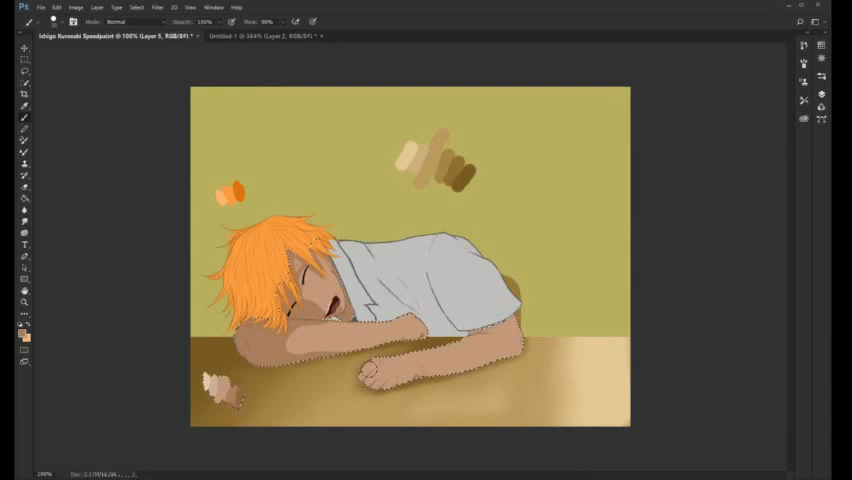 Ps File Edit Image Layer Type Select Filter 3D View Window Help
Mode: Normal Opacity: 100% Flow: 90%
Ichigo Kurosaki Speedpaint @ 100% (Layer 5, RGB/8#) * × Untitled-1 @ 364% (Layer 2, RGB/8#) * ×
100%